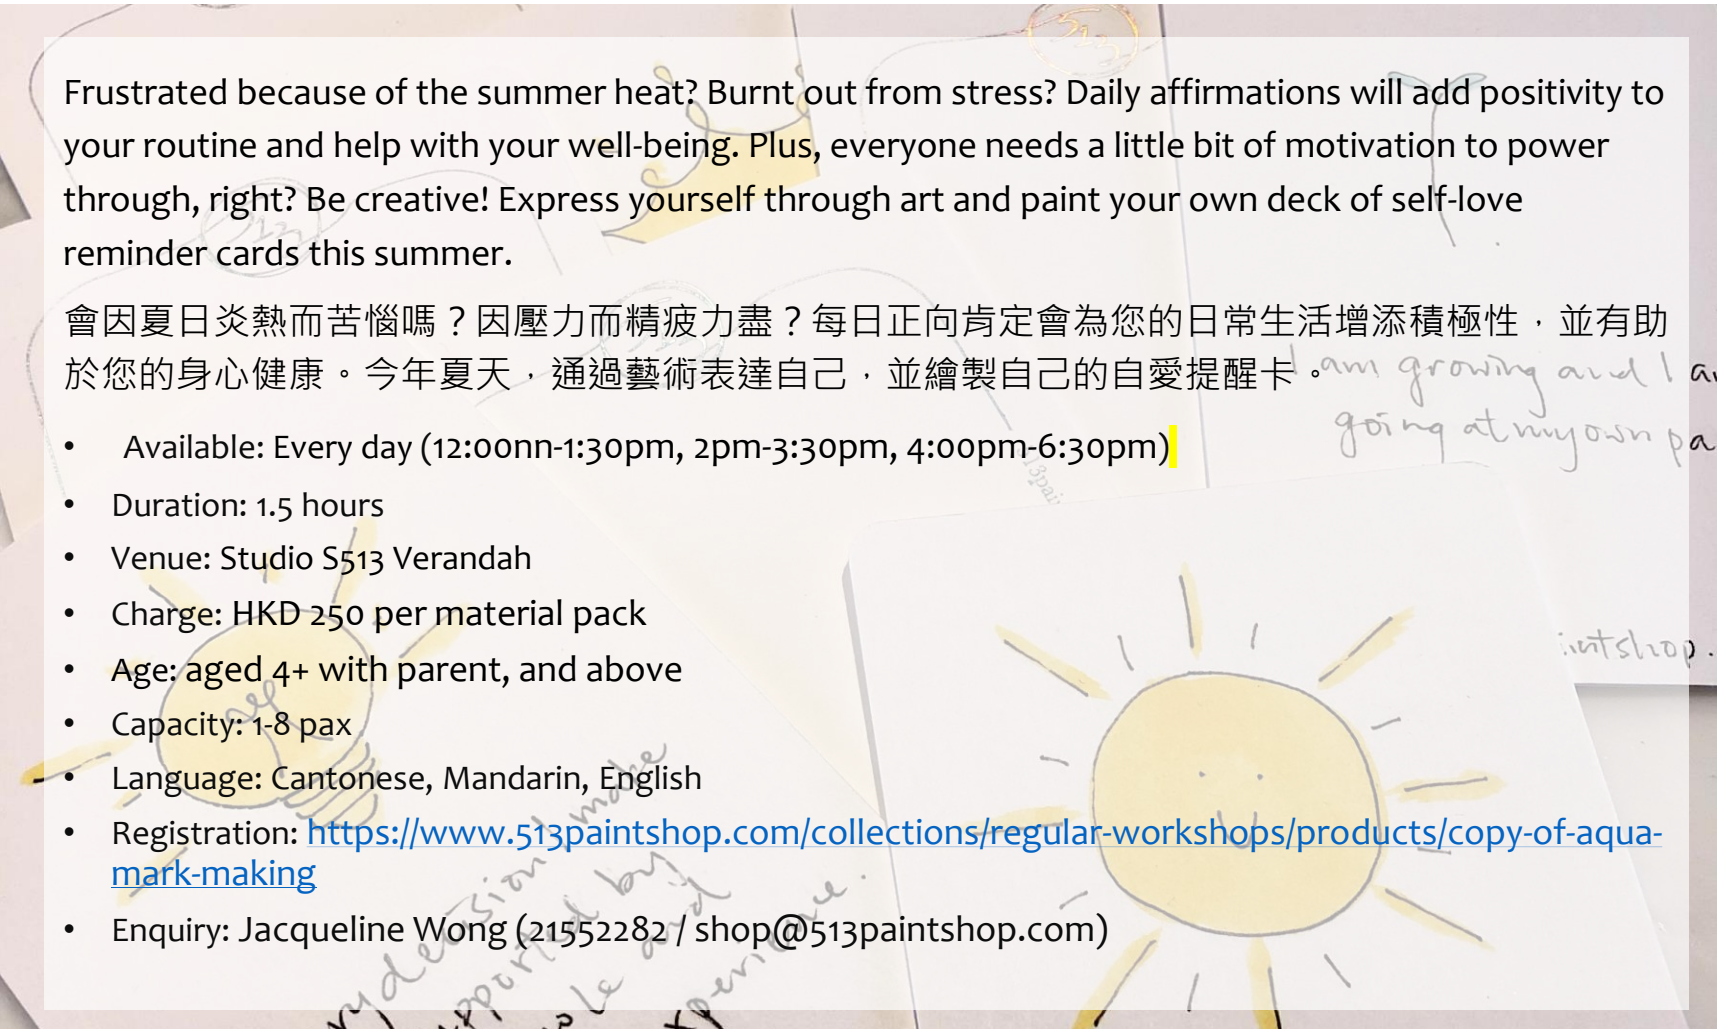 Frustrated because of the summer heat? Burnt out from stress? Daily affirmations will add positivity to
your routine and help with your well-being. Plus, everyone needs a little bit of motivation to power
through, right? Be creative! Express yourself through art and paint your own deck of self-love
reminder cards this summer.
會因夏日炎熱而苦惱嗎？因壓力而精疲力盡？每日正向肯定會為您的日常生活增添積極性，並有助
於您的身心健康。今年夏天，通過藝術表達自己，並繪製自己的自愛提醒卡。
I am growing and I am
going at my own pa
• Available: Every day (12:00nn-1:30pm, 2pm-3:30pm, 4:00pm-6:30pm)
• Duration: 1.5 hours
• Venue: Studio S513 Verandah
• Charge: HKD 250 per material pack
• Age: aged 4+ with parent, and above
• Capacity: 1-8 pax
• Language: Cantonese, Mandarin, English
• Registration: https://www.513paintshop.com/collections/regular-workshops/products/copy-of-aqua-
mark-making
• Enquiry: Jacqueline Wong (21552282 / shop@513paintshop.com)
513
513
my decision I make
supported by
and
experience.